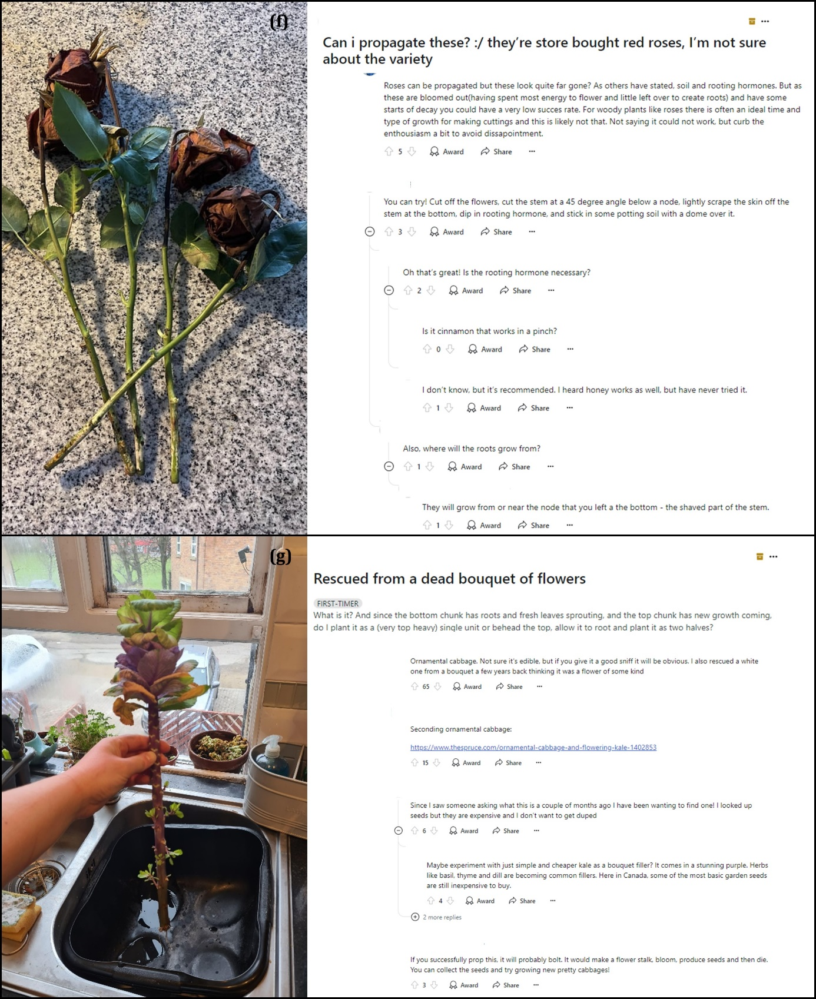 (f)
Can i propagate these? :/ they're store bought red roses, I'm not sure
about the variety
Roses can be propagated but these look quite far gone? As others have stated, soil and rooting hormones. But as
these are bloomed out(having spent most energy to flower and little left over to create roots) and have some
starts of decay you could have a very low succes rate. For woody plants like roses there is often an ideal time and
type of growth for making cuttings and this is likely not that. Not saying it could not work, but curb the
enthousiasm a bit to avoid dissapointment.
5 Award Share ...
You can try! Cut off the flowers, cut the stem at a 45 degree angle below a node, lightly scrape the skin off the
stem at the bottom, dip in rooting hormone, and stick in some potting soil with a dome over it.
3 Award Share ...
Oh that's great! Is the rooting hormone necessary?
2 Award Share ...
Is it cinnamon that works in a pinch?
0 Award Share ...
I don't know, but it's recommended. I heard honey works as well, but have never tried it.
1 Award Share ...
Also, where will the roots grow from?
1 Award Share ...
They will grow from or near the node that you left a the bottom - the shaved part of the stem.
1 Award Share ...
(g)
Rescued from a dead bouquet of flowers
FIRST-TIMER
What is it? And since the bottom chunk has roots and fresh leaves sprouting, and the top chunk has new growth coming,
do I plant it as a (very top heavy) single unit or behead the top, allow it to root and plant it as two halves?
Ornamental cabbage. Not sure it's edible, but if you give it a good sniff it will be obvious. I also rescued a white
one from a bouquet a few years back thinking it was a flower of some kind
65 Award Share ...
Seconding ornamental cabbage:
https://www.thespruce.com/ornamental-cabbage-and-flowering-kale-1402853
15 Award Share ...
Since I saw someone asking what this is a couple of months ago I have been wanting to find one! I looked up
seeds but they are expensive and I don't want to get duped
6 Award Share ...
Maybe experiment with just simple and cheaper kale as a bouquet filler? It comes in a stunning purple. Herbs
like basil, thyme and dill are becoming common fillers. Here in Canada, some of the most basic garden seeds
are still inexpensive to buy.
4 Award Share ...
2 more replies
If you successfully prop this, it will probably bolt. It would make a flower stalk, bloom, produce seeds and then die.
You can collect the seeds and try growing new pretty cabbages!
3 Award Share ...